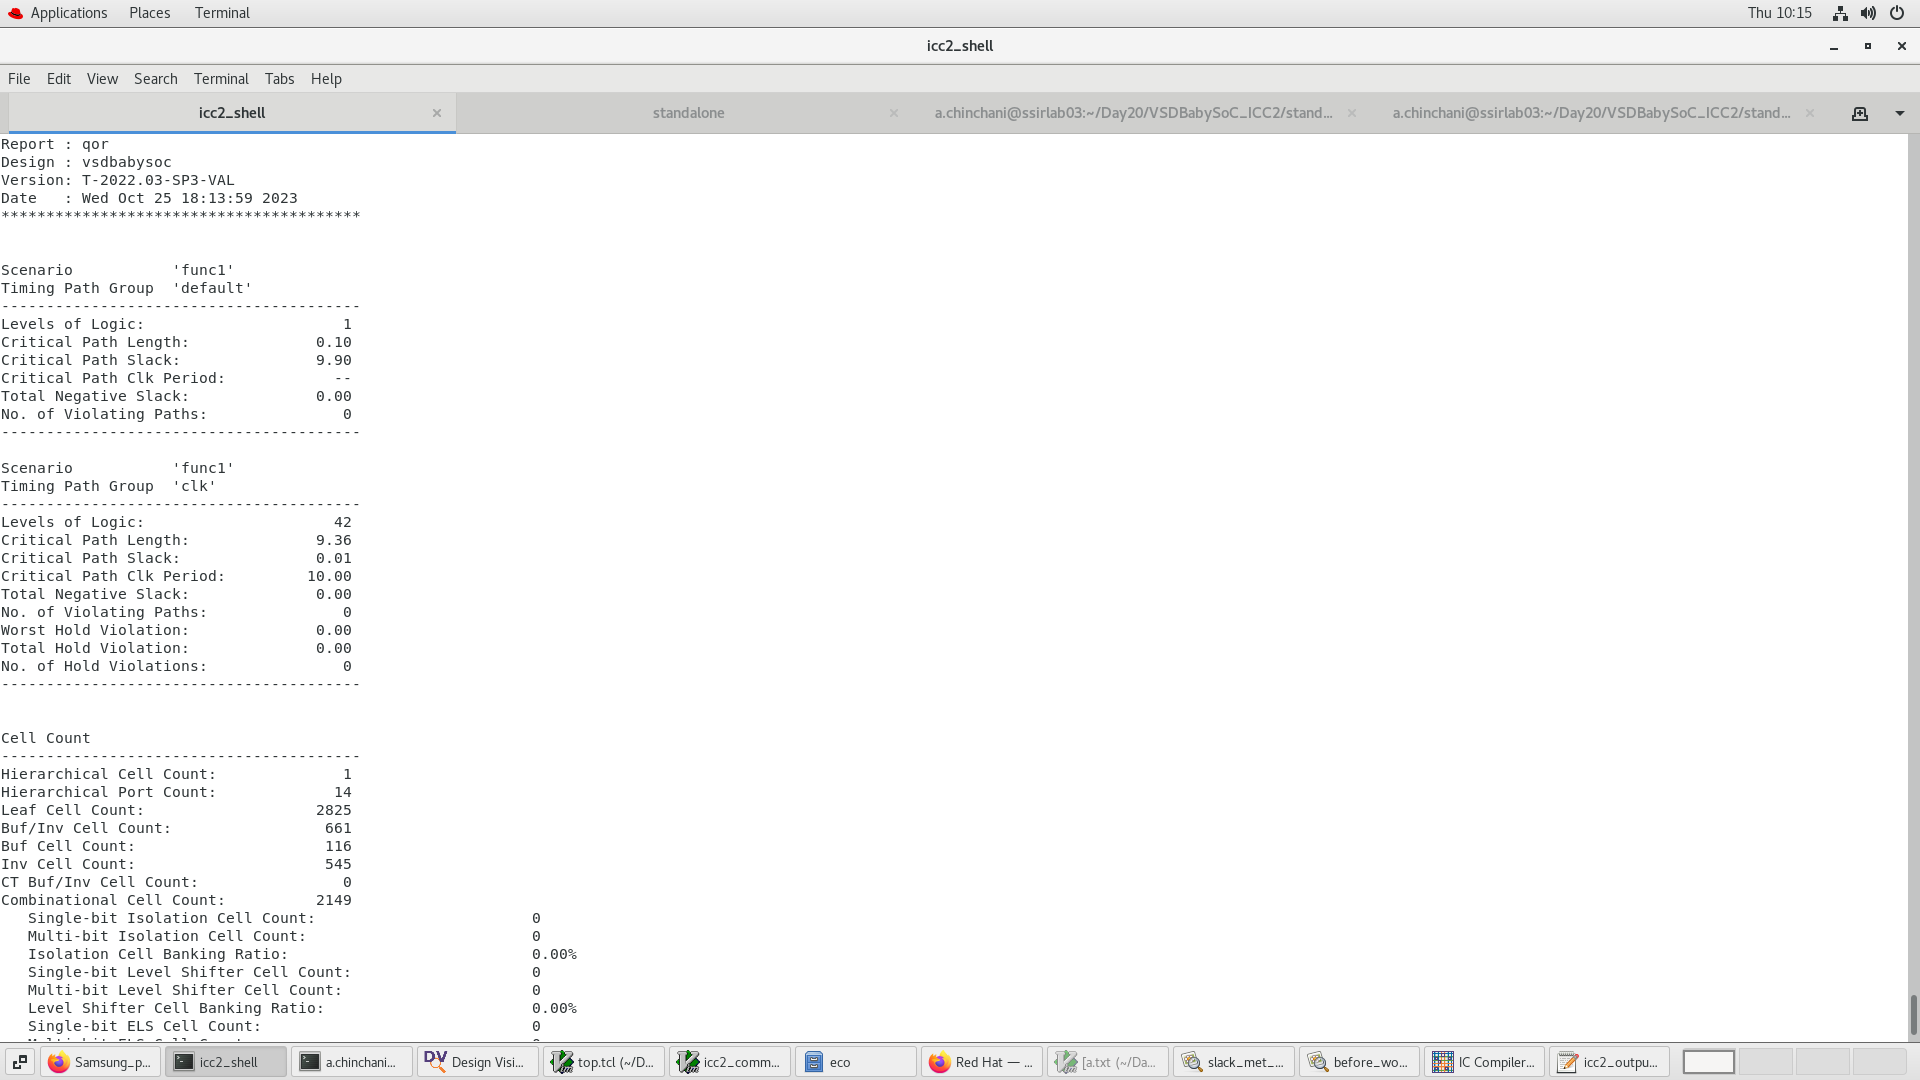 Applications Places Terminal Thu 10:15
icc2_shell
File Edit View Search Terminal Tabs Help
icc2_shell standalone a.chinchani@ssirlab03:~/Day20/VSDBabySoC_ICC2/stand... a.chinchani@ssirlab03:~/Day20/VSDBabySoC_ICC2/stand...
Report : qor
Design : vsdbabysoc
Version: T-2022.03-SP3-VAL
Date   : Wed Oct 25 18:13:59 2023
****************************************
Scenario           'func1'
Timing Path Group  'default'
----------------------------------------
Levels of Logic:                      1
Critical Path Length:              0.10
Critical Path Slack:               9.90
Critical Path Clk Period:            --
Total Negative Slack:              0.00
No. of Violating Paths:               0
----------------------------------------
Scenario           'func1'
Timing Path Group  'clk'
----------------------------------------
Levels of Logic:                     42
Critical Path Length:              9.36
Critical Path Slack:               0.01
Critical Path Clk Period:         10.00
Total Negative Slack:              0.00
No. of Violating Paths:               0
Worst Hold Violation:              0.00
Total Hold Violation:              0.00
No. of Hold Violations:               0
----------------------------------------
Cell Count
----------------------------------------
Hierarchical Cell Count:              1
Hierarchical Port Count:             14
Leaf Cell Count:                   2825
Buf/Inv Cell Count:                 661
Buf Cell Count:                     116
Inv Cell Count:                     545
CT Buf/Inv Cell Count:                0
Combinational Cell Count:          2149
   Single-bit Isolation Cell Count:                        0
   Multi-bit Isolation Cell Count:                         0
   Isolation Cell Banking Ratio:                           0.00%
   Single-bit Level Shifter Cell Count:                    0
   Multi-bit Level Shifter Cell Count:                     0
   Level Shifter Cell Banking Ratio:                       0.00%
   Single-bit ELS Cell Count:                              0
Samsung_p... icc2_shell a.chinchani... DV Design Visi... top.tcl (~/D... icc2_comm... eco Red Hat — ... [a.txt (~/Da... slack_met_... before_wo... IC Compiler... icc2_outpu...